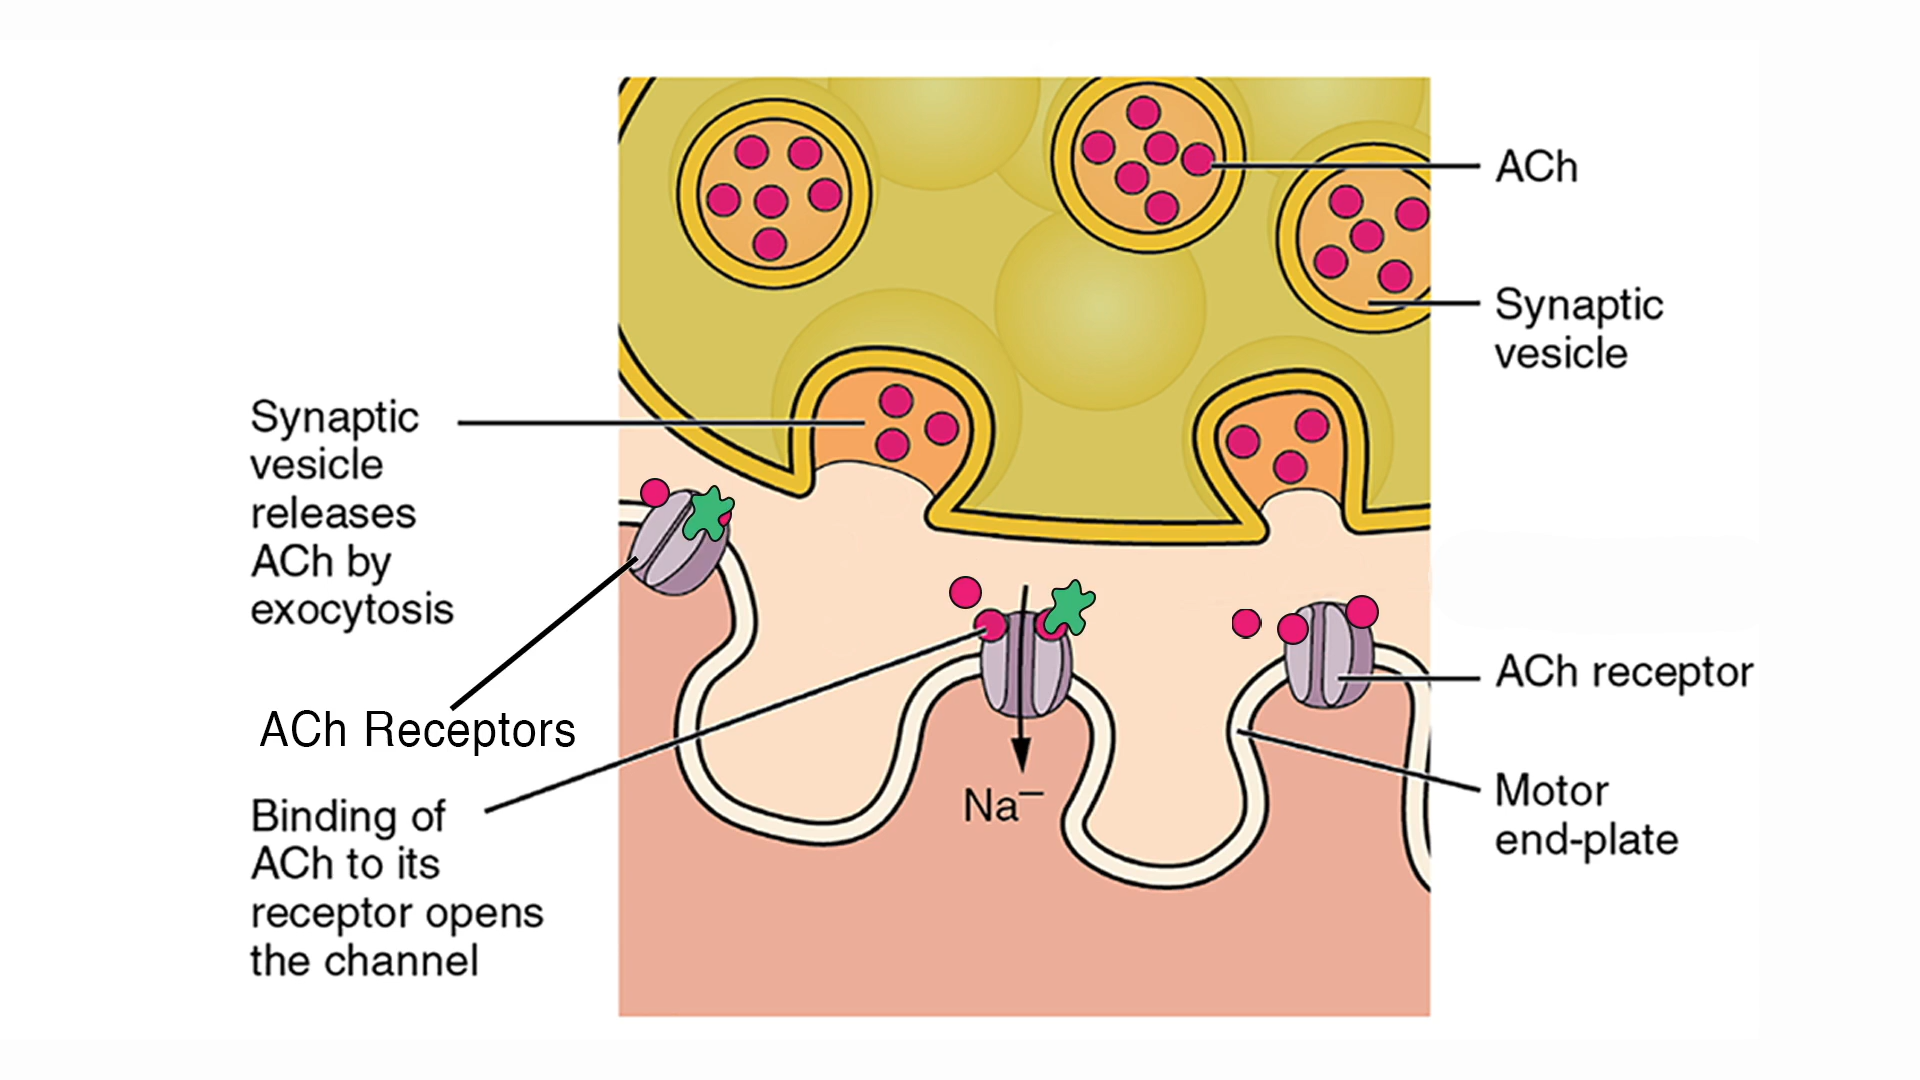 ACh
Synaptic
vesicle
Synaptic
vesicle
releases
ACh by
exocytosis
ACh receptor
ACh Receptors
Motor
end-plate
Na⁻
Binding of
ACh to its
receptor opens
the channel